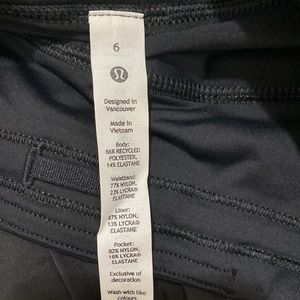 6
Designed in
Vancouver
Made in
Vietnam
Body:
86% RECYCLED
POLYESTER,
14% ELASTANE
Waistband:
77% NYLON,
23% LYCRA®
ELASTANE
Liner:
87% NYLON,
13% LYCRA®
ELASTANE
Pocket:
82% NYLON,
18% LYCRA®
ELASTANE
Exclusive of
decoration
Wash with like
colours